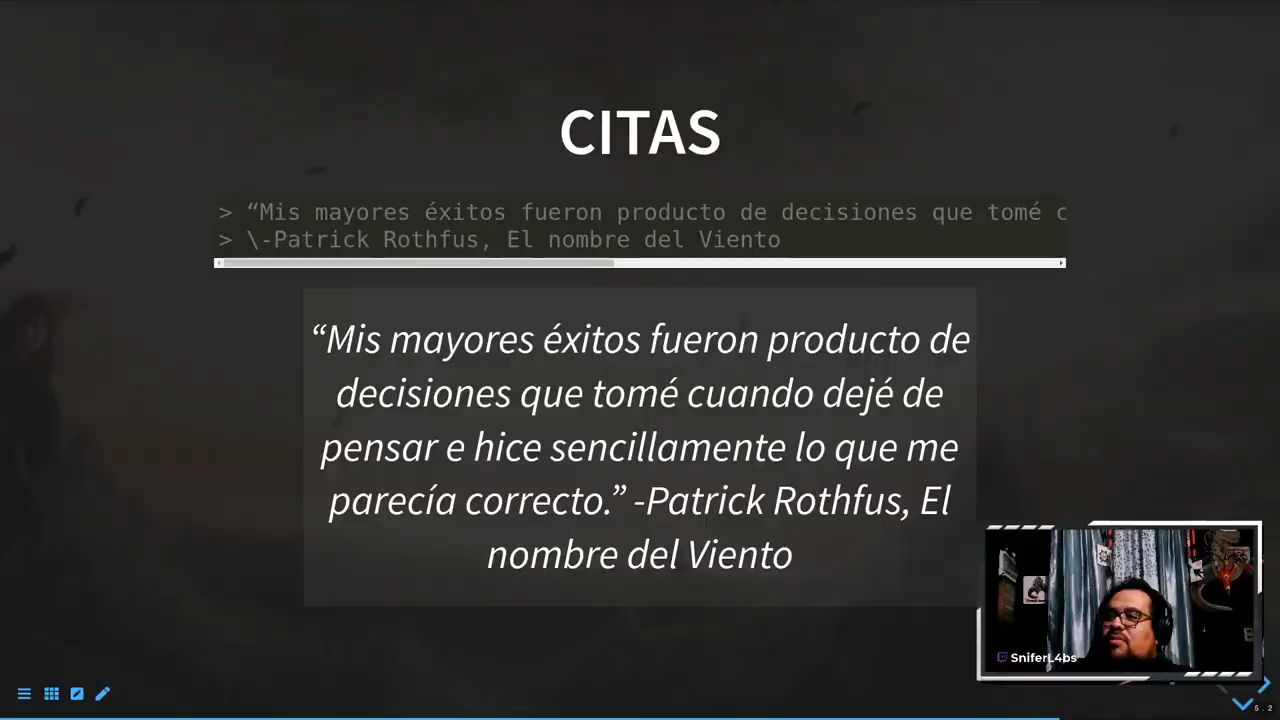 CITAS
> “Mis mayores éxitos fueron producto de decisiones que tomé c
> \-Patrick Rothfus, El nombre del Viento
“Mis mayores éxitos fueron producto de
decisiones que tomé cuando dejé de
pensar e hice sencillamente lo que me
parecía correcto.” -Patrick Rothfus, El
nombre del Viento
SniferL4bs
5.2